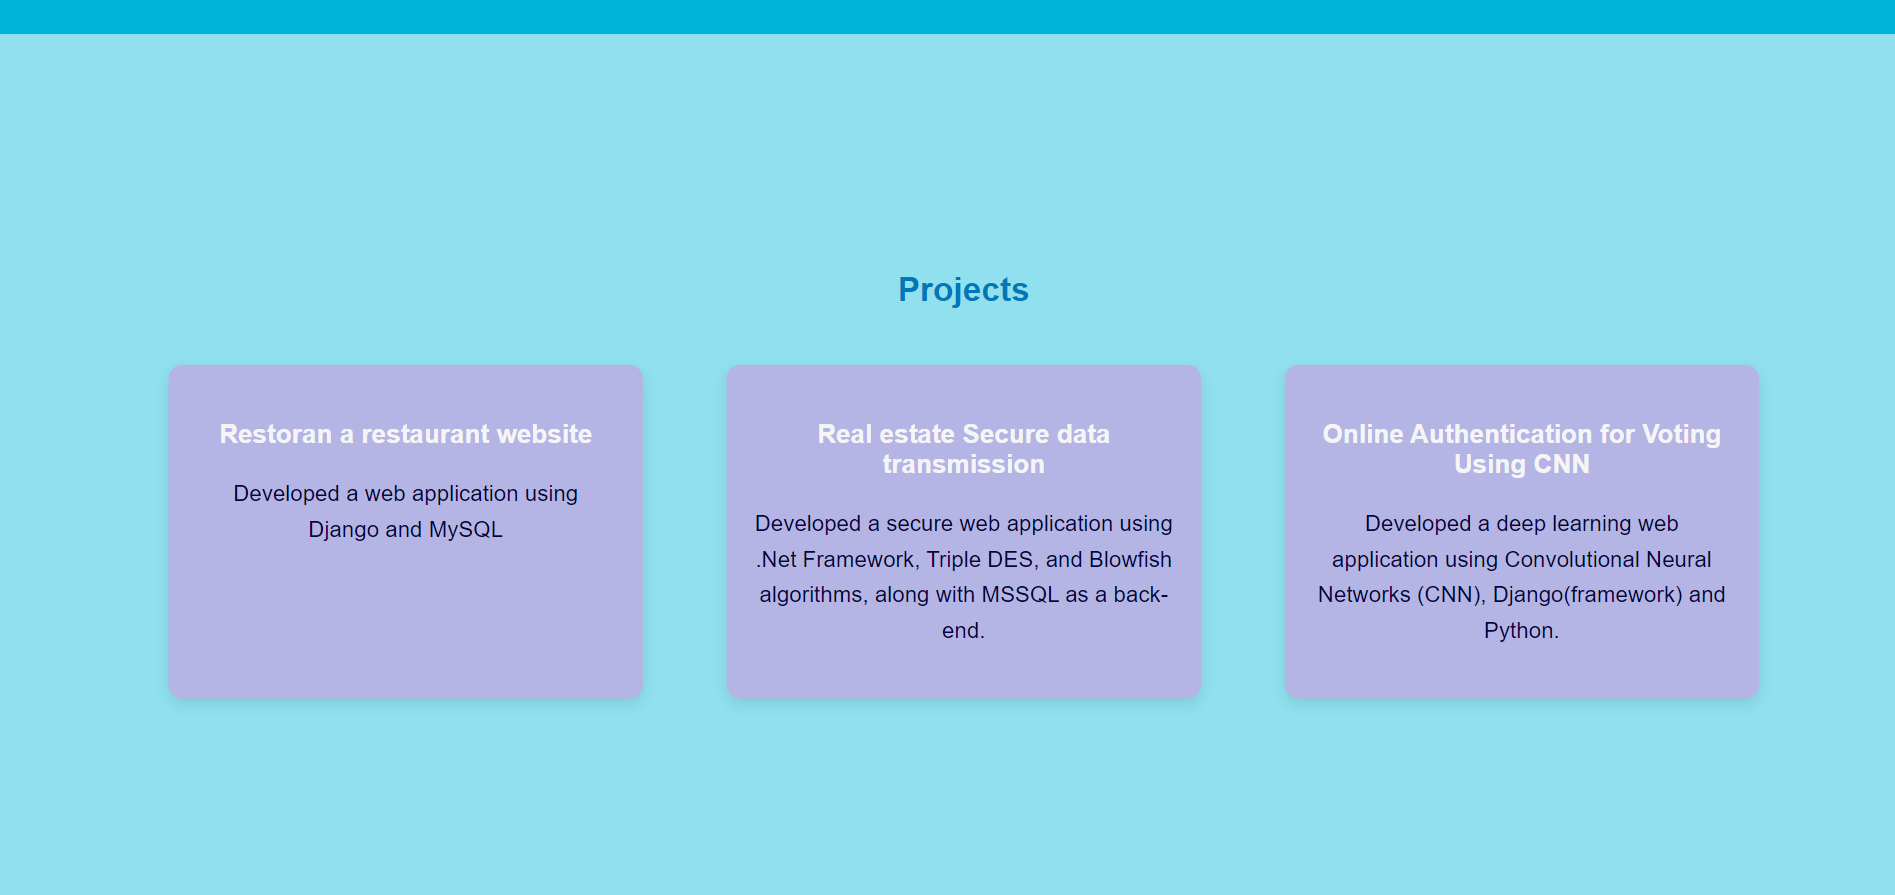 Projects
Restoran a restaurant website
Developed a web application using
Django and MySQL
Real estate Secure data
transmission
Developed a secure web application using
.Net Framework, Triple DES, and Blowfish
algorithms, along with MSSQL as a back-
end.
Online Authentication for Voting
Using CNN
Developed a deep learning web
application using Convolutional Neural
Networks (CNN), Django(framework) and
Python.